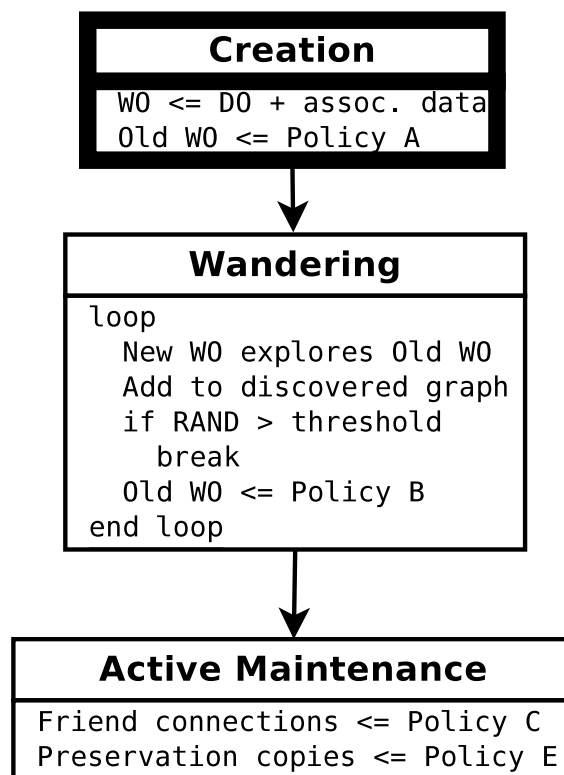 Creation
WO <= DO + assoc. data
Old WO <= Policy A
Wandering
loop
New WO explores Old WO
Add to discovered graph
if RAND > threshold
break
Old WO <= Policy B
end loop
Active Maintenance
Friend connections <= Policy C
Preservation copies <= Policy E